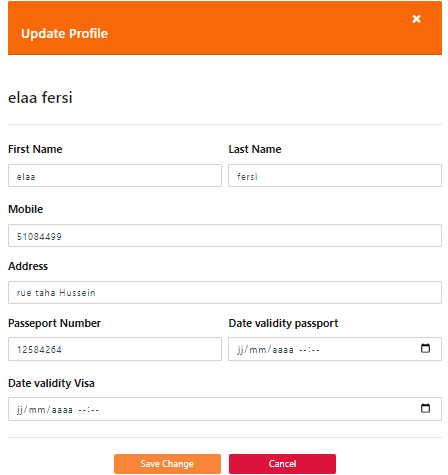 Update Profile ×
elaa fersi
First Name Last Name
elaa fersi
Mobile
51084499
Address
rue taha Hussein
Passeport Number Date validity passport
12584264 jj/mm/aaaa --:--
Date validity Visa
jj/mm/aaaa --:--
Save Change Cancel